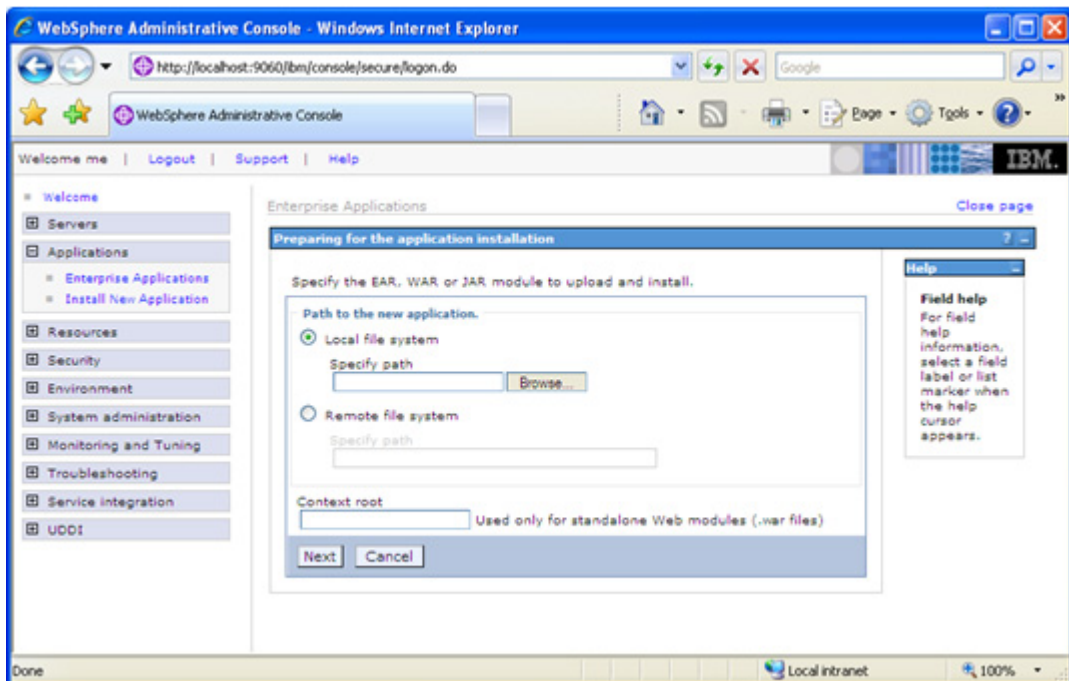 WebSphere Administrative Console - Windows Internet Explorer
http://localhost:9060/ibm/console/secure/logon.do
Google
WebSphere Administrative Console
Page
Tools
»
Welcome me | Logout | Support | Help
IBM.
Welcome
Servers
Applications
Enterprise Applications
Install New Application
Resources
Security
Environment
System administration
Monitoring and Tuning
Troubleshooting
Service integration
UDDI
Enterprise Applications
Close page
Preparing for the application installation
? –
Specify the EAR, WAR or JAR module to upload and install.
Path to the new application.
Local file system
Specify path
Browse...
Remote file system
Specify path
Context root
Used only for standalone Web modules (.war files)
Next
Cancel
Help
–
Field help
For field
help
information,
select a field
label or list
marker when
the help
cursor
appears.
Done
Local intranet
100%